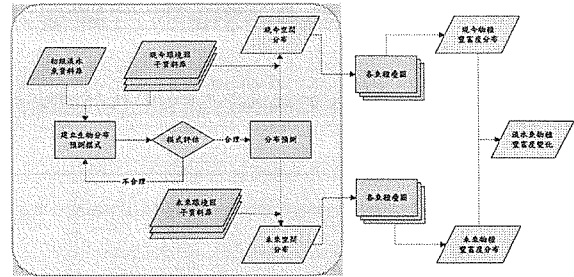 現今空間
分布
現今物種
豐富度分布
初級淡水
魚資料庫
現今環境因
子資料庫
各魚種疊圖
建立生物分布
預測模式
模式評估
合理
分布預測
淡水魚物種
豐富度變化
不合理
未來環境因
子資料庫
各魚種疊圖
未來空間
分布
未來物種
豐富度分布